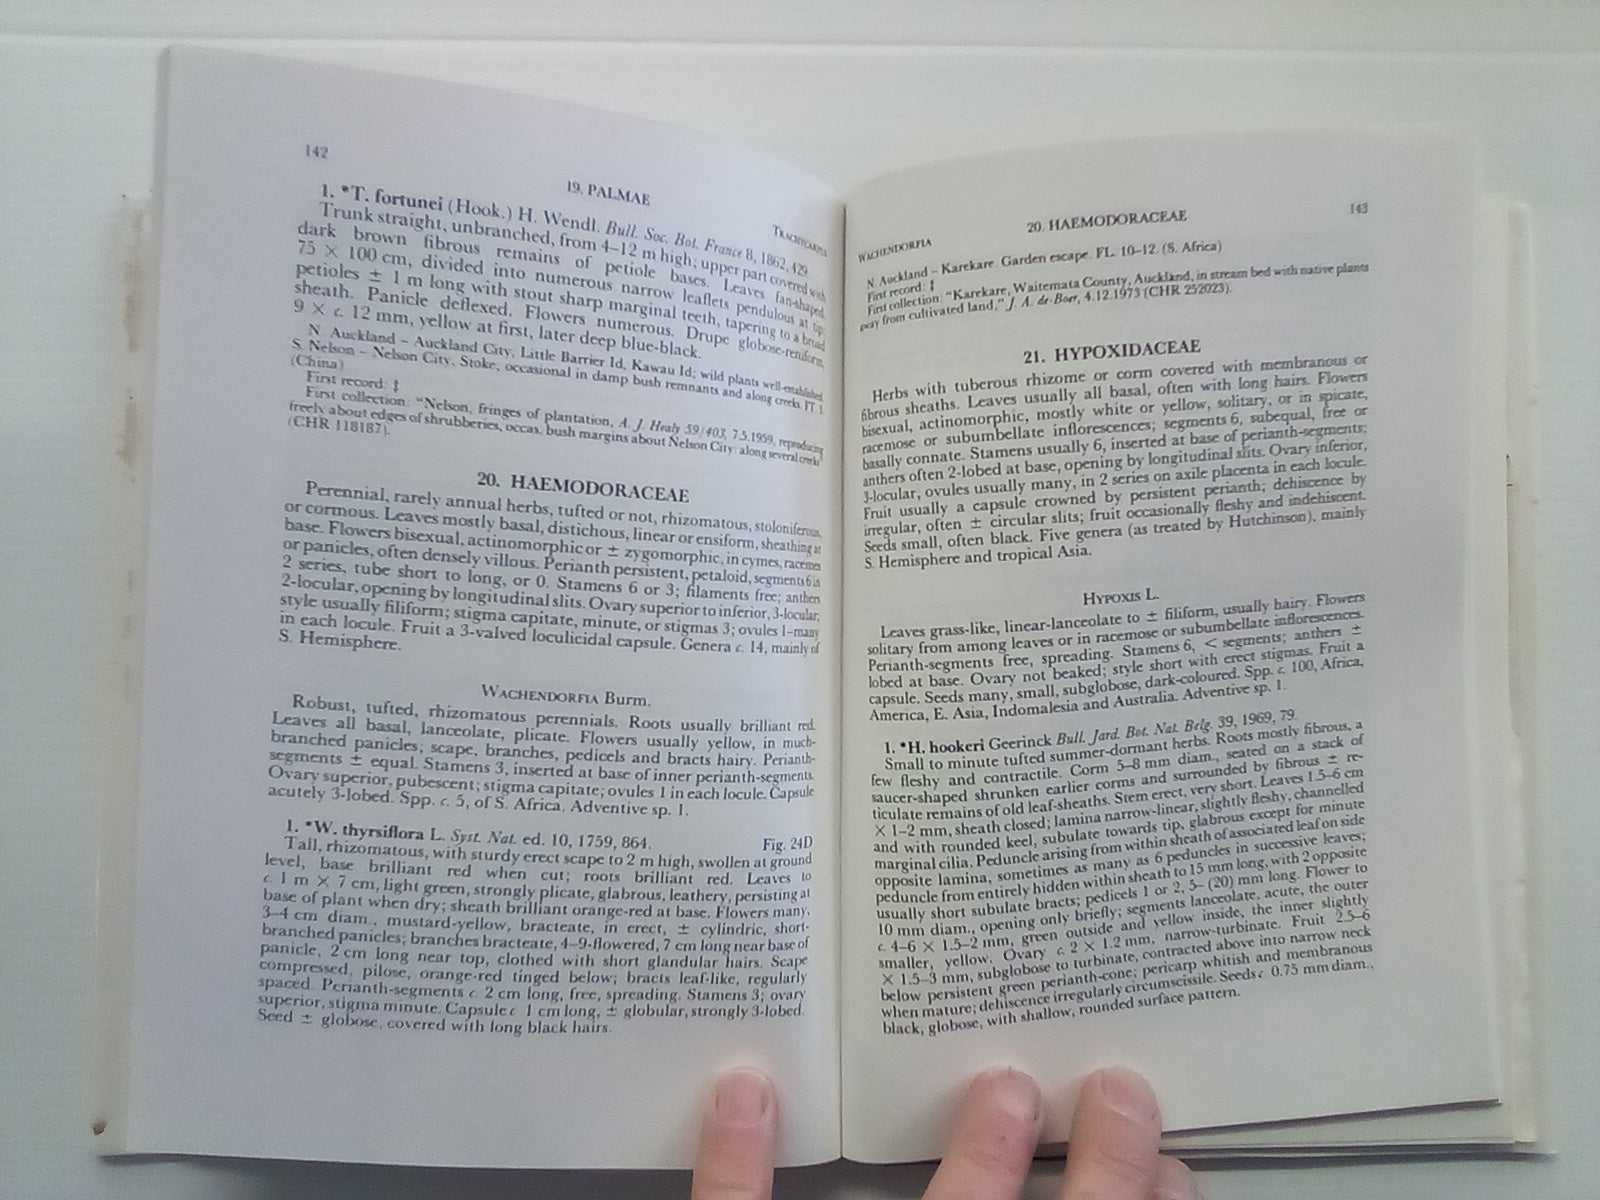 142
19. PALMAE
TRACHYCARPUS
1. *T. fortunei (Hook.) H. Wendl. Bull. Soc. Bot. France 8, 1862, 429.
Trunk straight, unbranched, from 4–12 m high; upper part covered with
dark brown fibrous remains of petiole bases. Leaves fan-shaped,
75 × 100 cm, divided into numerous narrow leaflets pendulous at tip;
petioles ± 1 m long with stout sharp marginal teeth, tapering to a broad
sheath. Panicle deflexed. Flowers numerous. Drupe globose-reniform,
9 × c. 12 mm, yellow at first, later deep blue-black.
N. Auckland – Auckland City, Little Barrier Id, Kawau Id; wild plants well-established.
S. Nelson – Nelson City, Stoke, occasional in damp bush remnants and along creeks. FT. 3.
(China)
First record: ‡
First collection: "Nelson, fringes of plantation, A. J. Healy 59/403, 7.5.1959, reproducing
freely about edges of shrubberies, occas. bush margins about Nelson City: along several creeks"
(CHR 118187).
20. HAEMODORACEAE
Perennial, rarely annual herbs, tufted or not, rhizomatous, stoloniferous,
or cormous. Leaves mostly basal, distichous, linear or ensiform, sheathing at
base. Flowers bisexual, actinomorphic or ± zygomorphic, in cymes, racemes
or panicles, often densely villous. Perianth persistent, petaloid, segments 6 in
2 series, tube short to long, or 0. Stamens 6 or 3; filaments free; anthers
2-locular, opening by longitudinal slits. Ovary superior to inferior, 3-locular;
style usually filiform; stigma capitate, minute, or stigmas 3; ovules 1–many
in each locule. Fruit a 3-valved loculicidal capsule. Genera c. 14, mainly of
S. Hemisphere.
WACHENDORFIA Burm.
Robust, tufted, rhizomatous perennials. Roots usually brilliant red.
Leaves all basal, lanceolate, plicate. Flowers usually yellow, in much-
branched panicles; scape, branches, pedicels and bracts hairy. Perianth-
segments ± equal. Stamens 3, inserted at base of inner perianth-segments.
Ovary superior, pubescent; stigma capitate; ovules 1 in each locule. Capsule
acutely 3-lobed. Spp. c. 5, of S. Africa. Adventive sp. 1.
1. *W. thyrsiflora L. Syst. Nat. ed. 10, 1759, 864. Fig. 24D
Tall, rhizomatous, with sturdy erect scape to 2 m high, swollen at ground
level, base brilliant red when cut; roots brilliant red. Leaves to
c. 1 m × 7 cm, light green, strongly plicate, glabrous, leathery, persisting at
base of plant when dry; sheath brilliant orange-red at base. Flowers many,
3–4 cm diam., mustard-yellow, bracteate, in erect, ± cylindric, short-
branched panicles; branches bracteate, 4–9-flowered, 7 cm long near base of
panicle, 2 cm long near top, clothed with short glandular hairs. Scape
compressed, pilose, orange-red tinged below; bracts leaf-like, regularly
spaced. Perianth-segments c. 2 cm long, free, spreading. Stamens 3; ovary
superior, stigma minute. Capsule c 1 cm long, ± globular, strongly 3-lobed.
Seed ± globose, covered with long black hairs.
WACHENDORFIA
20. HAEMODORACEAE
143
N. Auckland – Karekare. Garden escape. FL. 10–12. (S. Africa)
First record: ‡
First collection: "Karekare, Waitemata County, Auckland, in stream bed with native plants
away from cultivated land," J. A. de-Boer, 4.12.1973 (CHR 252023).
21. HYPOXIDACEAE
Herbs with tuberous rhizome or corm covered with membranous or
fibrous sheaths. Leaves usually all basal, often with long hairs. Flowers
bisexual, actinomorphic, mostly white or yellow, solitary, or in spicate,
racemose or subumbellate inflorescences; segments 6, subequal, free or
basally connate. Stamens usually 6, inserted at base of perianth-segments;
anthers often 2-lobed at base, opening by longitudinal slits. Ovary inferior,
3-locular, ovules usually many, in 2 series on axile placenta in each locule.
Fruit usually a capsule crowned by persistent perianth; dehiscence by
irregular, often ± circular slits; fruit occasionally fleshy and indehiscent.
Seeds small, often black. Five genera (as treated by Hutchinson), mainly
S. Hemisphere and tropical Asia.
HYPOXIS L.
Leaves grass-like, linear-lanceolate to ± filiform, usually hairy. Flowers
solitary from among leaves or in racemose or subumbellate inflorescences.
Perianth-segments free, spreading. Stamens 6, < segments; anthers ±
lobed at base. Ovary not beaked; style short with erect stigmas. Fruit a
capsule. Seeds many, small, subglobose, dark-coloured. Spp. c. 100, Africa,
America, E. Asia, Indomalesia and Australia. Adventive sp. 1.
1. *H. hookeri Geerinck Bull. Jard. Bot. Nat. Belg. 39, 1969, 79.
Small to minute tufted summer-dormant herbs. Roots mostly fibrous, a
few fleshy and contractile. Corm 5–8 mm diam., seated on a stack of
saucer-shaped shrunken earlier corms and surrounded by fibrous ± re-
ticulate remains of old leaf-sheaths. Stem erect, very short. Leaves 1.5–6 cm
× 1–2 mm, sheath closed; lamina narrow-linear, slightly fleshy, channelled
and with rounded keel, subulate towards tip, glabrous except for minute
marginal cilia. Peduncle arising from within sheath of associated leaf on side
opposite lamina, sometimes as many as 6 peduncles in successive leaves;
peduncle from entirely hidden within sheath to 15 mm long, with 2 opposite
usually short subulate bracts; pedicels 1 or 2, 5– (20) mm long. Flower to
10 mm diam., opening only briefly; segments lanceolate, acute, the outer
c. 4–6 × 1.5–2 mm, green outside and yellow inside, the inner slightly
smaller, yellow. Ovary c. 2 × 1.2 mm, narrow-turbinate. Fruit 2.5–6
× 1.5–3 mm, subglobose to turbinate, contracted above into narrow neck
below persistent green perianth-cone; pericarp whitish and membranous
when mature; dehiscence irregularly circumscissile. Seeds c 0.75 mm diam.,
black, globose, with shallow, rounded surface pattern.